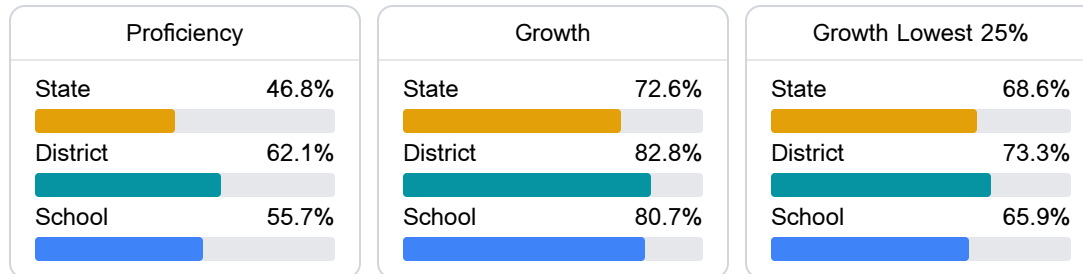 Proficiency
State 46.8%
District 62.1%
School 55.7%
Growth
State 72.6%
District 82.8%
School 80.7%
Growth Lowest 25%
State 68.6%
District 73.3%
School 65.9%